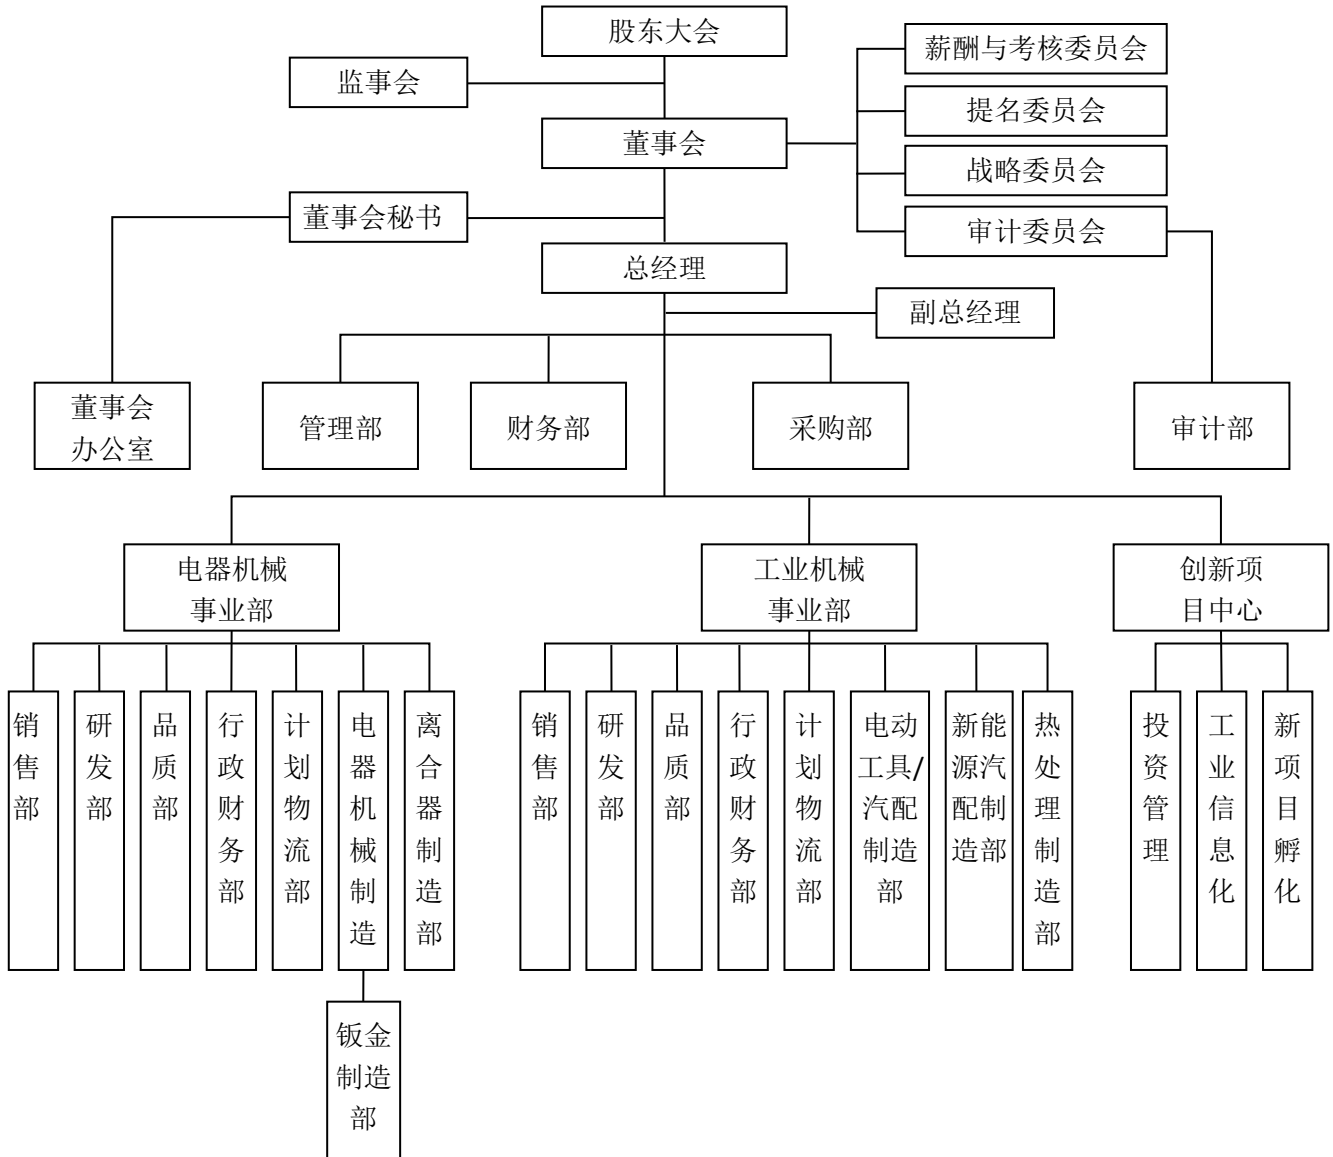 股东大会
薪酬与考核委员会
监事会
提名委员会
董事会
战略委员会
董事会秘书
审计委员会
总经理
副总经理
董事会
办公室
管理部
财务部
采购部
审计部
电器机械
事业部
工业机械
事业部
创新项
目中心
销售部
研发部
品质部
行政财务部
计划物流部
电器机械制造
离合器制造部
销售部
研发部
品质部
行政财务部
计划物流部
电动
工具/
汽配
制造
部
新能
源汽
配制
造部
热处理制造部
投资管理
工业信息化
新项目孵化
钣金
制造
部